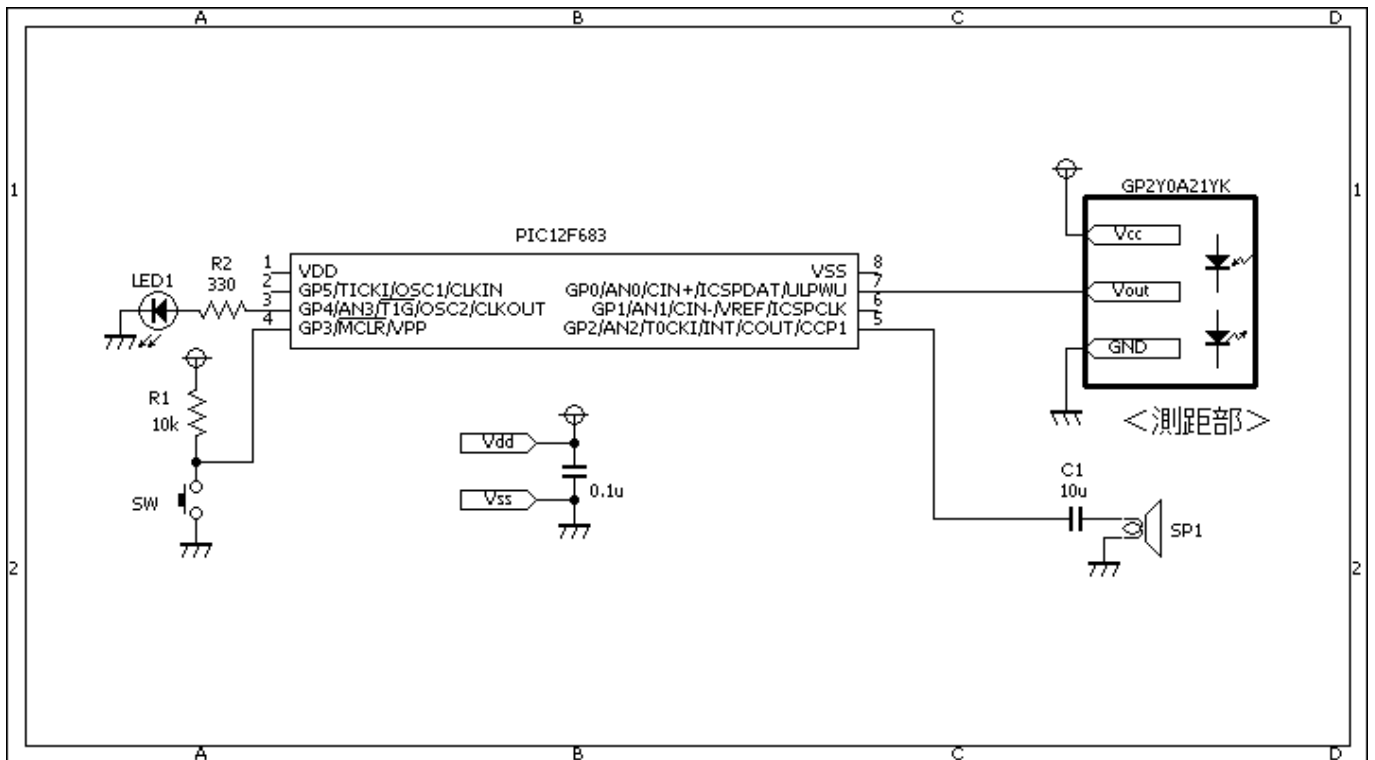 A B C D
1 1
GP2Y0A21YK
Vcc
Vout
GND
<測距部>
PIC12F683
1 VDD VSS 8
2 GP5/TICKI/OSC1/CLKIN GP0/AN0/CIN+/ICSPDAT/ULPWU 7
3 GP4/AN3/T1G/OSC2/CLKOUT GP1/AN1/CIN-/VREF/ICSPCLK 6
4 GP3/MCLR/VPP GP2/AN2/T0CKI/INT/COUT/CCP1 5
LED1
R2
330
R1
10k
SW
Vdd
Vss
0.1u
C1
10u
SP1
2 2
A B C D